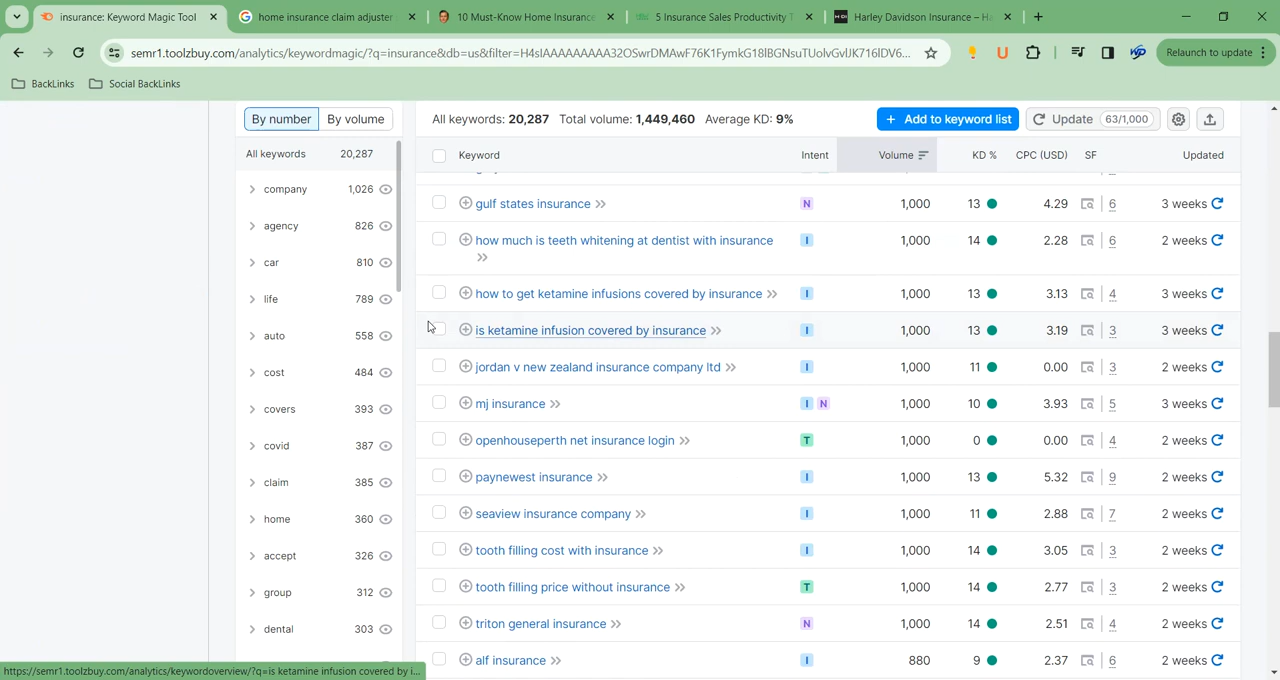 insurance: Keyword Magic Tool
home insurance claim adjuster
10 Must-Know Home Insurance
5 Insurance Sales Productivity T
Harley Davidson Insurance – Ha
semr1.toolzbuy.com/analytics/keywordmagic/?q=insurance&db=us&filter=H4sIAAAAAAAAA32OSwrDMAwF76K1FymkG18lBGNsuTUolvGvlJK716lDV6...
Relaunch to update
BackLinks
Social BackLinks
By number By volume
All keywords: 20,287 Total volume: 1,449,460 Average KD: 9%
+ Add to keyword list
Update 63/1,000
All keywords 20,287
Keyword Intent Volume KD % CPC (USD) SF Updated
company 1,026
agency 826
car 810
life 789
auto 558
cost 484
covers 393
covid 387
claim 385
home 360
accept 326
group 312
dental 303
gulf states insurance N 1,000 13 4.29 6 3 weeks
how much is teeth whitening at dentist with insurance I 1,000 14 2.28 6 2 weeks
how to get ketamine infusions covered by insurance I 1,000 13 3.13 4 3 weeks
is ketamine infusion covered by insurance I 1,000 13 3.19 3 3 weeks
jordan v new zealand insurance company ltd I 1,000 11 0.00 3 2 weeks
mj insurance I N 1,000 10 3.93 5 3 weeks
openhouseperth net insurance login T 1,000 0 0.00 4 2 weeks
paynewest insurance I 1,000 13 5.32 9 2 weeks
seaview insurance company I 1,000 11 2.88 7 2 weeks
tooth filling cost with insurance I 1,000 14 3.05 3 2 weeks
tooth filling price without insurance T 1,000 14 2.77 3 2 weeks
triton general insurance N 1,000 14 2.51 4 2 weeks
alf insurance I 880 9 2.37 6 2 weeks
https://semr1.toolzbuy.com/analytics/keywordoverview/?q=is ketamine infusion covered by i...